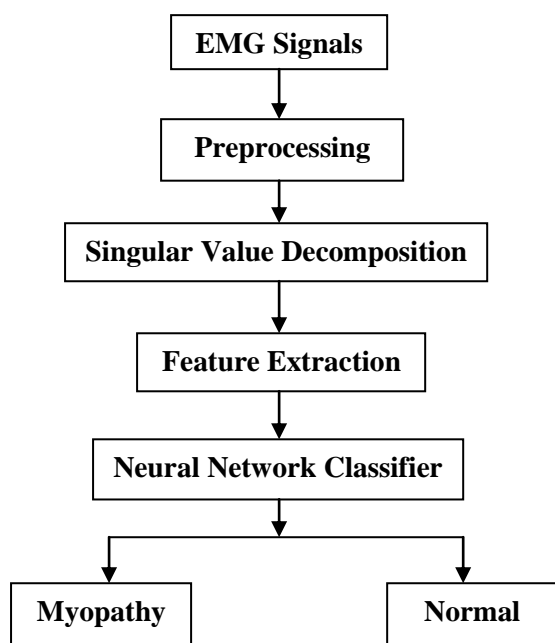 EMG Signals
Preprocessing
Singular Value Decomposition
Feature Extraction
Neural Network Classifier
Myopathy
Normal